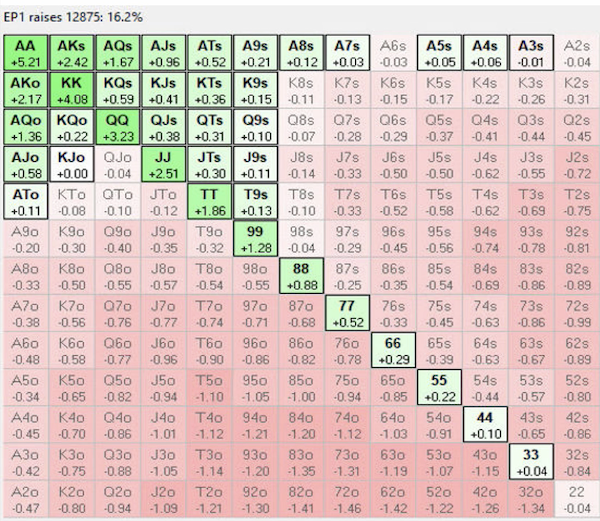 EP1 raises 12875: 16.2%
AA AKs AQs AJs ATs A9s A8s A7s A6s A5s A4s A3s A2s
+5.21 +2.42 +1.67 +0.96 +0.52 +0.21 +0.12 +0.03 -0.03 +0.05 +0.06 -0.01 -0.04
AKo KK KQs KJs KTs K9s K8s K7s K6s K5s K4s K3s K2s
+2.17 +4.08 +0.59 +0.41 +0.36 +0.15 -0.11 -0.13 -0.15 -0.17 -0.22 -0.26 -0.31
AQo KQo QQ QJs QTs Q9s Q8s Q7s Q6s Q5s Q4s Q3s Q2s
+1.36 +0.22 +3.23 +0.38 +0.31 +0.10 -0.07 -0.28 -0.29 -0.37 -0.41 -0.44 -0.45
AJo KJo QJo JJ JTs J9s J8s J7s J6s J5s J4s J3s J2s
+0.58 +0.00 -0.04 +2.51 +0.30 +0.11 -0.14 -0.33 -0.50 -0.50 -0.62 -0.55 -0.72
ATo KTo QTo JTo TT T9s T8s T7s T6s T5s T4s T3s T2s
+0.11 -0.08 -0.10 -0.12 +1.86 +0.13 -0.10 -0.33 -0.52 -0.58 -0.62 -0.69 -0.75
A9o K9o Q9o J9o T9o 99 98s 97s 96s 95s 94s 93s 92s
-0.20 -0.30 -0.40 -0.35 -0.32 +1.28 -0.04 -0.29 -0.45 -0.56 -0.74 -0.78 -0.81
A8o K8o Q8o J8o T8o 98o 88 87s 86s 85s 84s 83s 82s
-0.33 -0.50 -0.55 -0.57 -0.54 -0.55 +0.88 -0.25 -0.35 -0.54 -0.69 -0.86 -0.89
A7o K7o Q7o J7o T7o 97o 87o 77 76s 75s 74s 73s 72s
-0.38 -0.56 -0.76 -0.77 -0.74 -0.71 -0.68 +0.52 -0.33 -0.45 -0.63 -0.86 -0.99
A6o K6o Q6o J6o T6o 96o 86o 76o 66 65s 64s 63s 62s
-0.48 -0.58 -0.77 -0.96 -0.90 -0.86 -0.82 -0.78 +0.29 -0.39 -0.63 -0.67 -0.89
A5o K5o Q5o J5o T5o 95o 85o 75o 65o 55 54s 53s 52s
-0.34 -0.65 -0.82 -0.94 -1.10 -1.05 -1.00 -0.94 -0.85 +0.22 -0.44 -0.57 -0.80
A4o K4o Q4o J4o T4o 94o 84o 74o 64o 54o 44 43s 42s
-0.45 -0.70 -0.86 -1.01 -1.12 -1.21 -1.20 -1.12 -1.03 -0.91 +0.10 -0.65 -0.86
A3o K3o Q3o J3o T3o 93o 83o 73o 63o 53o 43o 33 32s
-0.42 -0.75 -0.88 -1.05 -1.14 -1.20 -1.35 -1.31 -1.19 -1.07 -1.15 +0.04 -0.84
A2o K2o Q2o J2o T2o 92o 82o 72o 62o 52o 42o 32o 22
-0.47 -0.80 -0.94 -1.09 -1.21 -1.30 -1.41 -1.46 -1.42 -1.22 -1.26 -1.34 -0.04